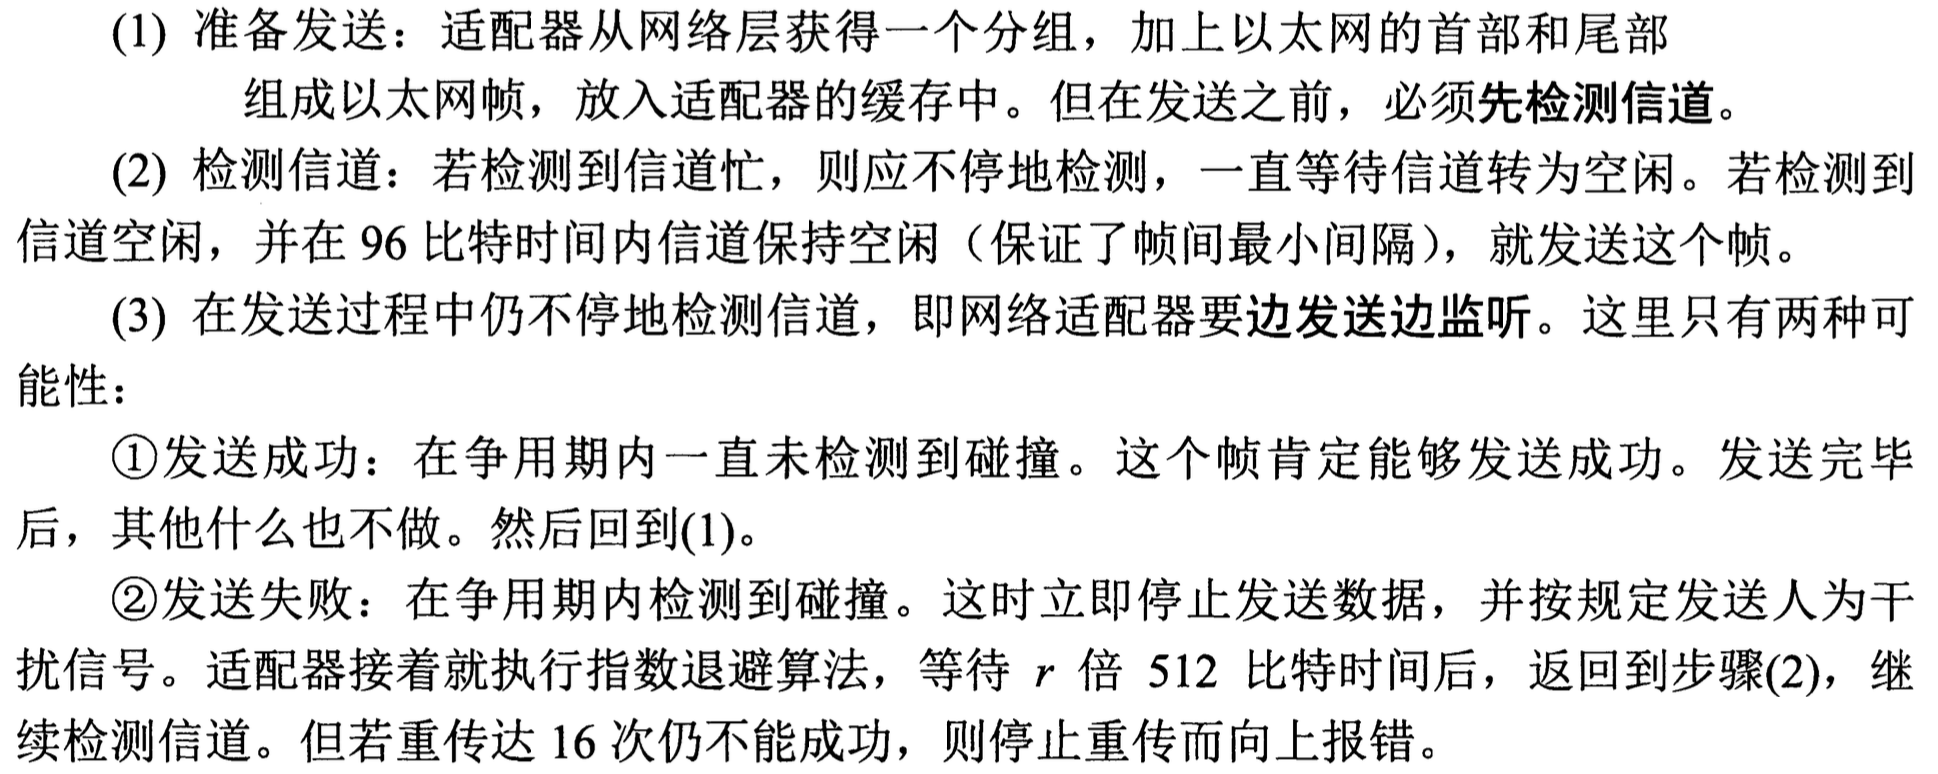 (1) 准备发送：适配器从网络层获得一个分组，加上以太网的首部和尾部
组成以太网帧，放入适配器的缓存中。但在发送之前，必须先检测信道。
(2) 检测信道：若检测到信道忙，则应不停地检测，一直等待信道转为空闲。若检测到
信道空闲，并在 96 比特时间内信道保持空闲（保证了帧间最小间隔），就发送这个帧。
(3) 在发送过程中仍不停地检测信道，即网络适配器要边发送边监听。这里只有两种可
能性：
①发送成功：在争用期内一直未检测到碰撞。这个帧肯定能够发送成功。发送完毕
后，其他什么也不做。然后回到(1)。
②发送失败：在争用期内检测到碰撞。这时立即停止发送数据，并按规定发送人为干
扰信号。适配器接着就执行指数退避算法，等待 r 倍 512 比特时间后，返回到步骤(2)，继
续检测信道。但若重传达 16 次仍不能成功，则停止重传而向上报错。